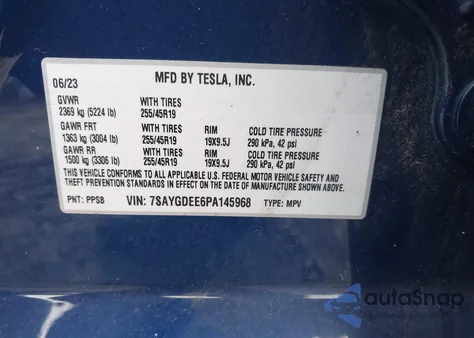 MFD BY TESLA, INC.
06/23
GVWR WITH TIRES
2369 kg (5224 lb) 255/45R19
GAWR FRT WITH TIRES RIM COLD TIRE PRESSURE
1363 kg (3004 lb) 255/45R19 19X9.5J 290 kPa, 42 psi
GAWR RR WITH TIRES RIM COLD TIRE PRESSURE
1500 kg (3306 lb) 255/45R19 19X9.5J 290 kPa, 42 psi
THIS VEHICLE CONFORMS TO ALL APPLICABLE U.S. FEDERAL MOTOR VEHICLE SAFETY AND
THEFT PREVENTION STANDARDS IN EFFECT ON THE DATE OF MANUFACTURE SHOWN ABOVE.
PNT: PPSB VIN: 7SAYGDEE6PA145968 TYPE: MPV
autoSnap